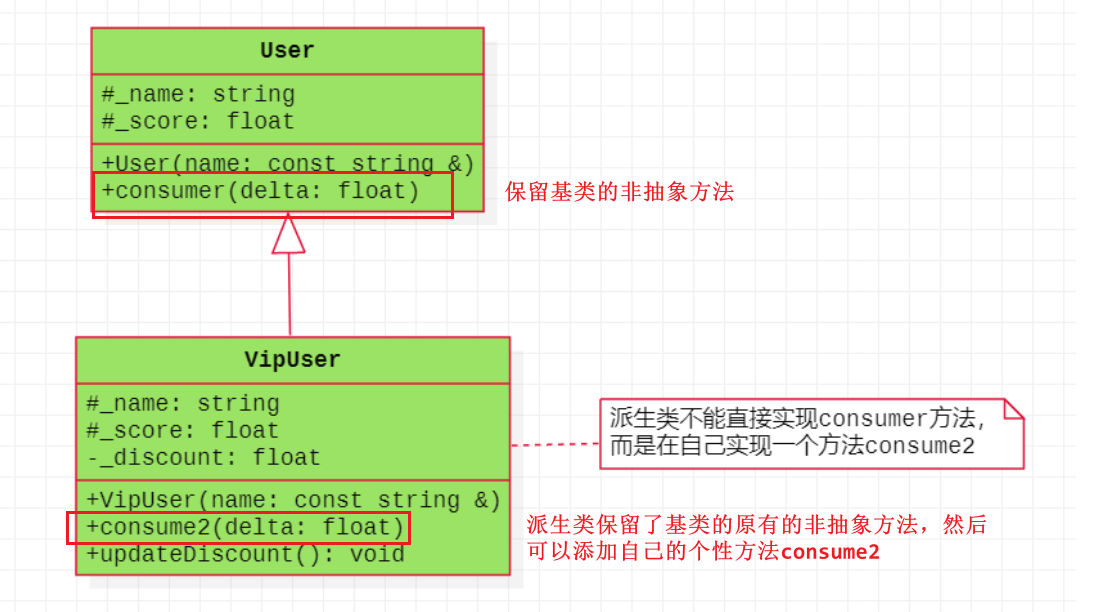 User
#_name: string
#_score: float
+User(name: const string &)
+consumer(delta: float)
保留基类的非抽象方法
VipUser
#_name: string
#_score: float
-_discount: float
+VipUser(name: const string &)
+consume2(delta: float)
+updateDiscount(): void
派生类不能直接实现consumer方法,
而是在自己实现一个方法consume2
派生类保留了基类的原有的非抽象方法，然后
可以添加自己的个性方法consume2